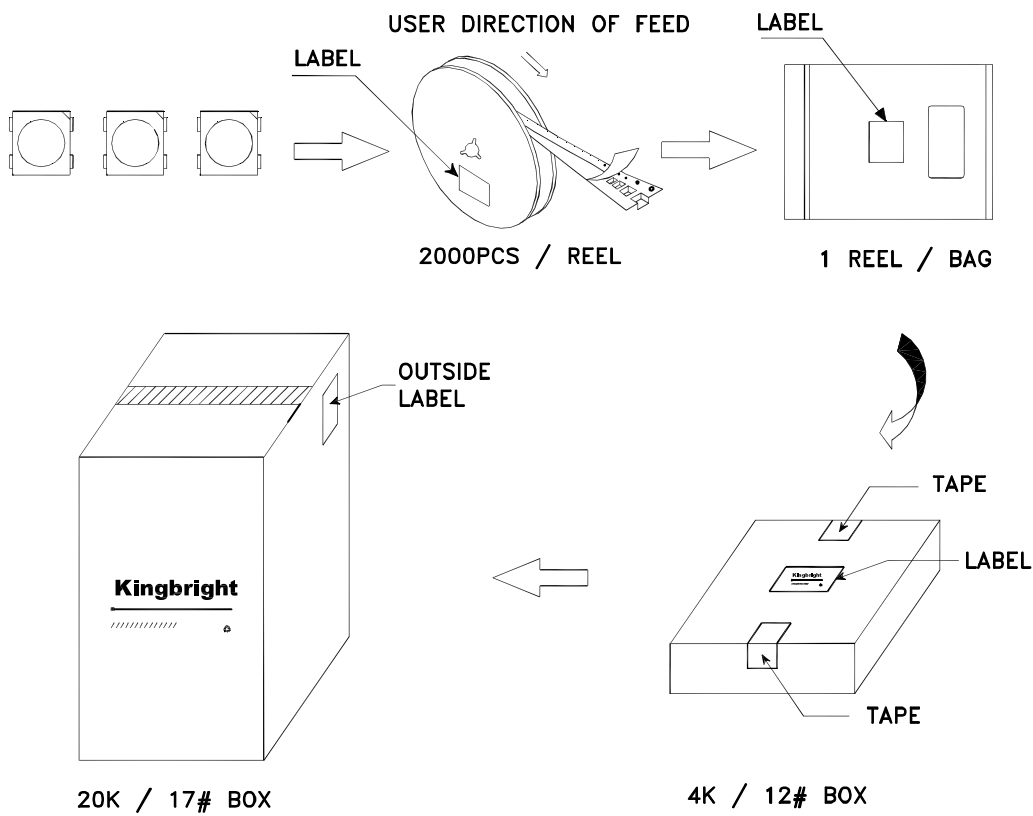 USER DIRECTION OF FEED
LABEL
LABEL
2000PCS / REEL
1 REEL / BAG
OUTSIDE
LABEL
TAPE
LABEL
Kingbright
Kingbright
TAPE
20K / 17# BOX
4K / 12# BOX